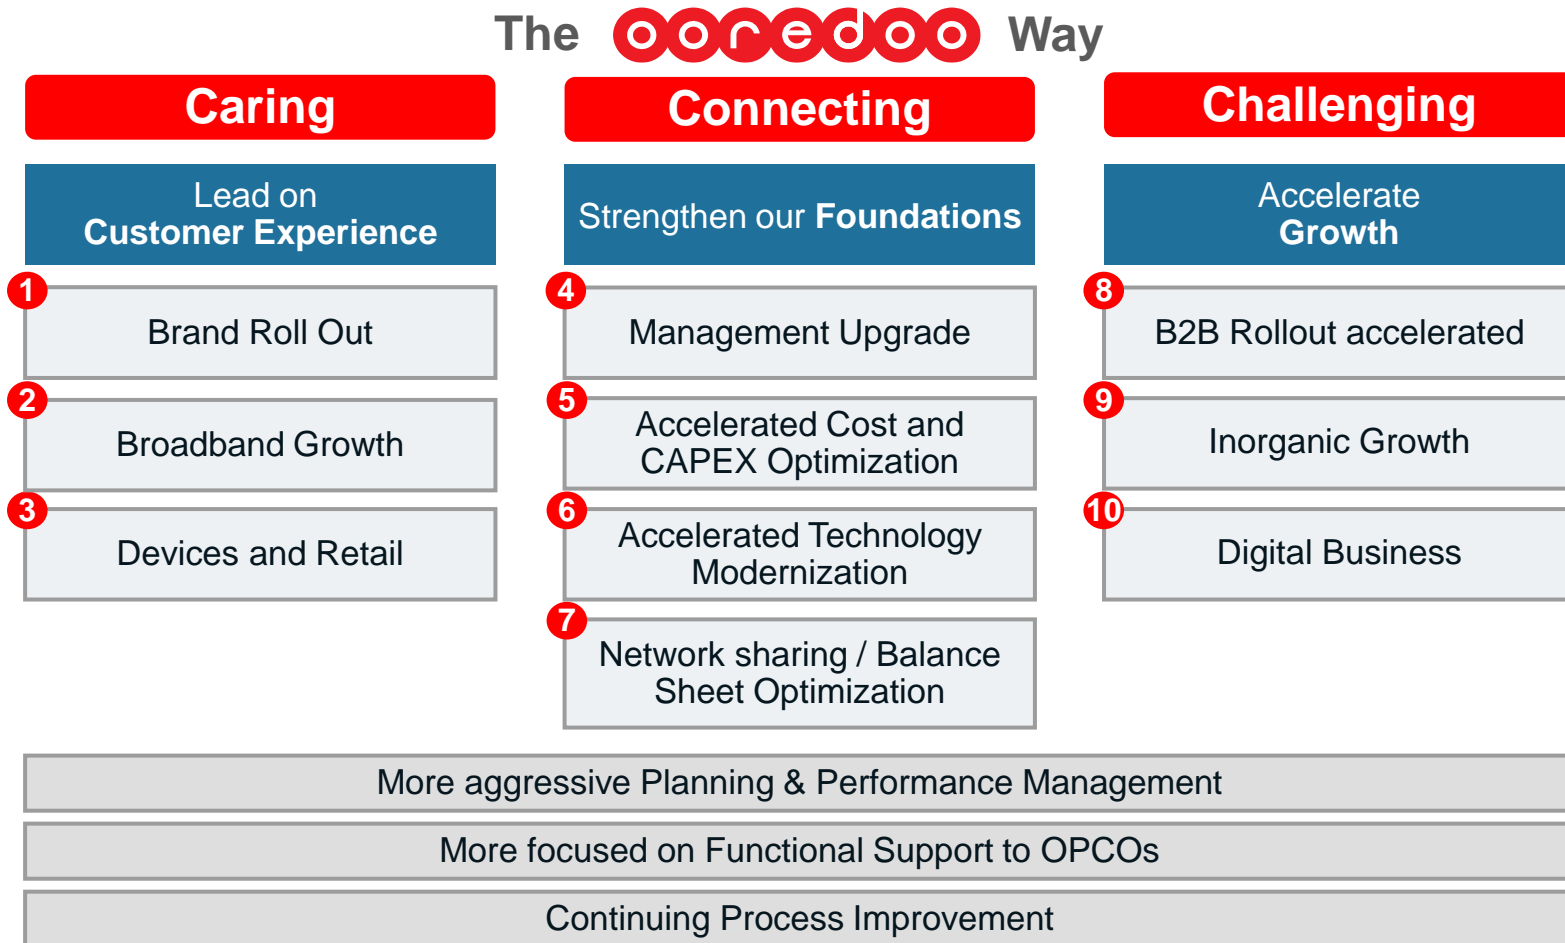 The ooredoo Way
Caring
Lead on
Customer Experience
1
Brand Roll Out
2
Broadband Growth
3
Devices and Retail
Connecting
Strengthen our Foundations
4
Management Upgrade
5
Accelerated Cost and
CAPEX Optimization
6
Accelerated Technology
Modernization
7
Network sharing / Balance
Sheet Optimization
Challenging
Accelerate
Growth
8
B2B Rollout accelerated
9
Inorganic Growth
10
Digital Business
More aggressive Planning & Performance Management
More focused on Functional Support to OPCOs
Continuing Process Improvement